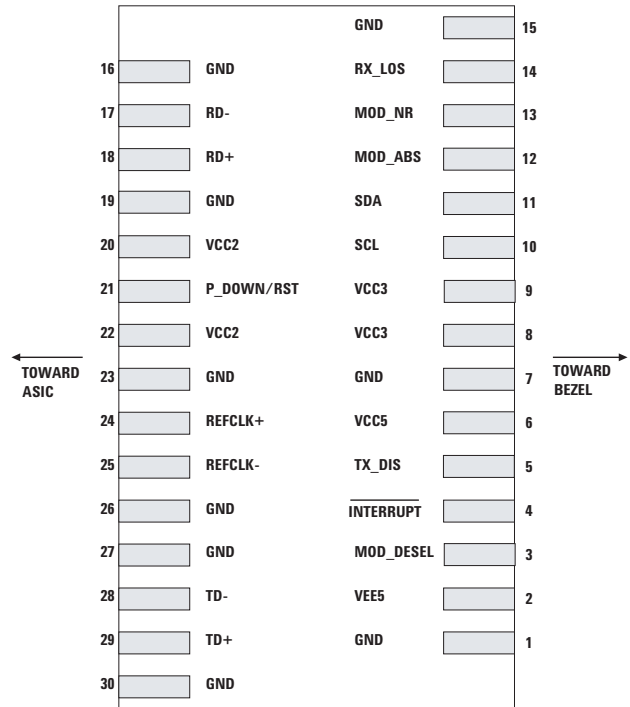 GND 15
16 GND RX_LOS 14
17 RD- MOD_NR 13
18 RD+ MOD_ABS 12
19 GND SDA 11
20 VCC2 SCL 10
21 P_DOWN/RST VCC3 9
22 VCC2 VCC3 8
TOWARD ASIC
23 GND GND 7
TOWARD BEZEL
24 REFCLK+ VCC5 6
25 REFCLK- TX_DIS 5
26 GND INTERRUPT 4
27 GND MOD_DESEL 3
28 TD- VEE5 2
29 TD+ GND 1
30 GND